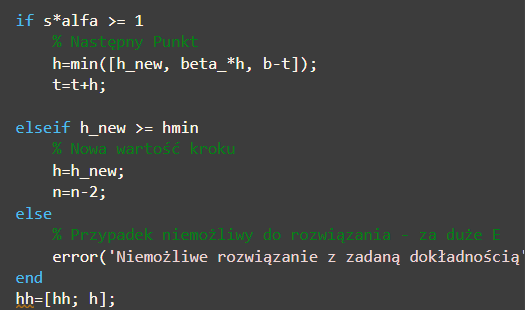 if s*alfa >= 1
% Następny Punkt
h=min([h_new, beta_*h, b-t]);
t=t+h;
elseif h_new >= hmin
% Nowa wartość kroku
h=h_new;
n=n-2;
else
% Przypadek niemożliwy do rozwiązania - za duże E
error('Niemożliwe rozwiązanie z zadaną dokładnością'
end
hh=[hh; h];